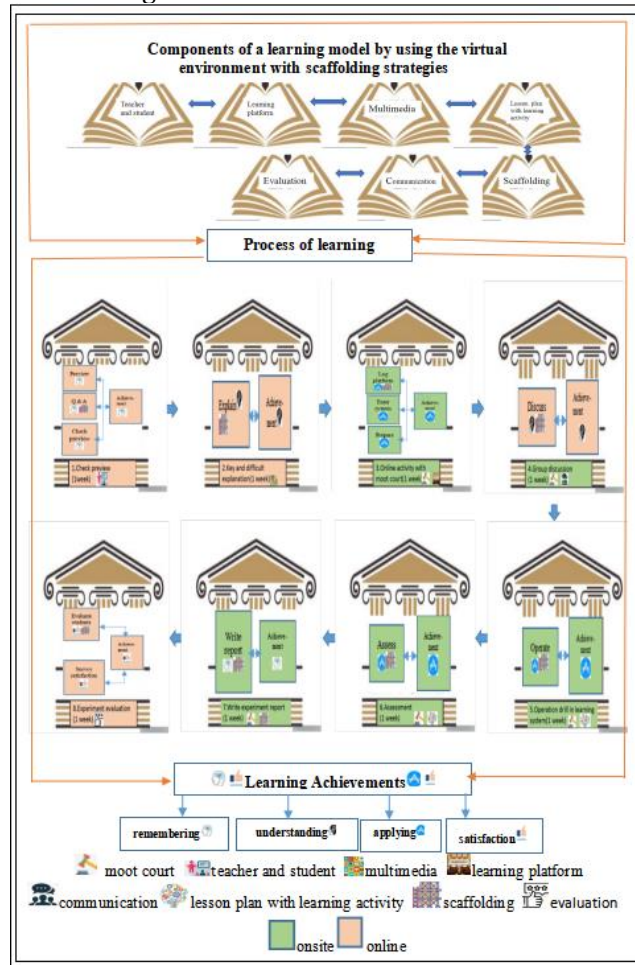 Components of a learning model by using the virtual
environment with scaffolding strategies
Teacher
and student
Learning
platform
Multimedia
Lesson plan
with learning
activity
Evaluation
Communication
Scaffolding
Process of learning
Preview
Q & A
Check
preview
Achieve-
ment
1.Check preview
(1week)
Explain
Achieve-
ment
2.Key and difficult
explanation(1 week)
Log
platform
Enter
system
Prepare
Achieve-
ment
3.Online activity with
moot court(1 week)
Discuss
Achieve-
ment
4.Group discussion
(1 week)
Evaluate
students
Survey
satisfaction
Achieve-
ment
8.Experiment evaluation
(1 week)
Write
report
Achieve-
ment
7.Write experiment report
(1 week)
Assess
Achieve-
ment
6.Assessment
(1 week)
Operate
Achieve-
ment
5.Operation drill in learning
system(1 week)
Learning Achievements
remembering
understanding
applying
satisfaction
moot court teacher and student multimedia learning platform
communication lesson plan with learning activity scaffolding evaluation
onsite online